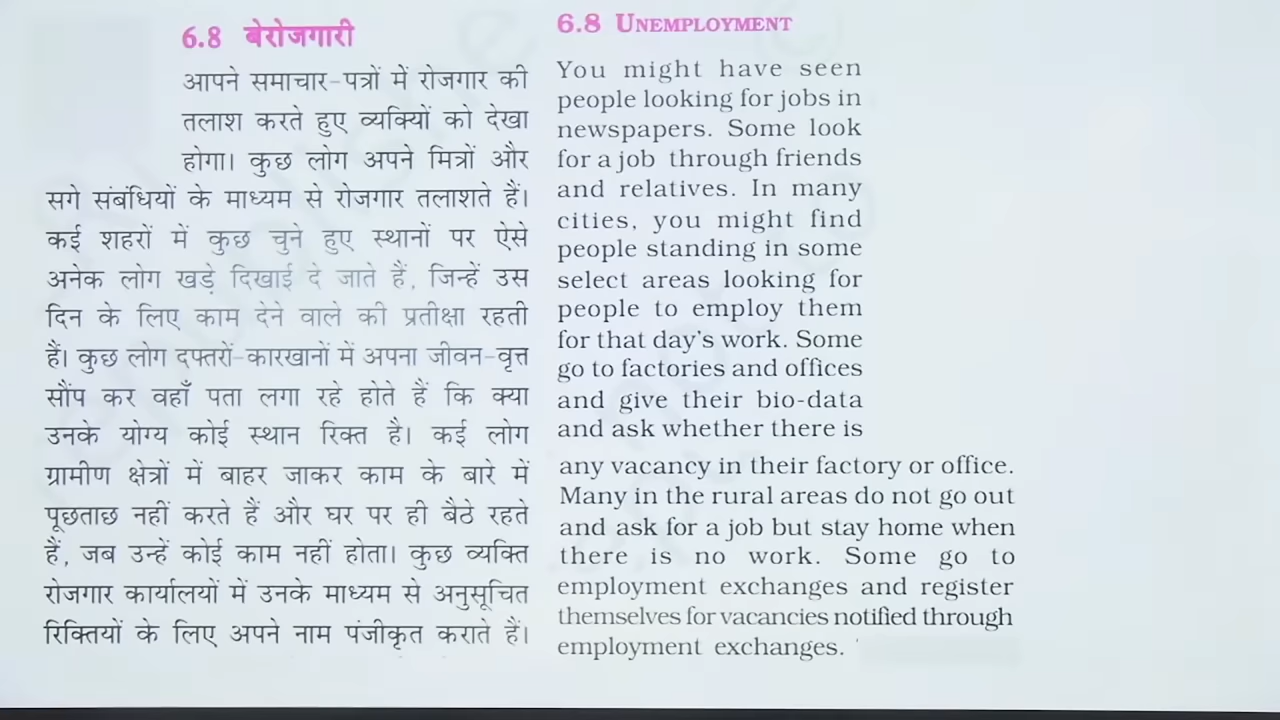 6.8 बेरोजगारी
आपने समाचार-पत्रों में रोजगार की
तलाश करते हुए व्यक्यिों को देखा
होगा। कुछ लोग अपने मित्रों और
सगे संबंधियों के माध्यम से रोजगार तलाशते हैं।
कई शहरों में कुछ चुने हुए स्थानों पर ऐसे
अनेक लोग खड़े दिखाई दे जाते हैं, जिन्हें उस
दिन के लिए काम देने वाले की प्रतीक्षा रहती
हैं। कुछ लोग दफ्तरों-कारखानों में अपना जीवन-वृत्त
सौंप कर वहाँ पता लगा रहे होते हैं कि क्या
उनके योग्य कोई स्थान रिक्त है। कई लोग
ग्रामीण क्षेत्रों में बाहर जाकर काम के बारे में
पूछताछ नहीं करते हैं और घर पर ही बैठे रहते
हैं, जब उन्हें कोई काम नहीं होता। कुछ व्यक्ति
रोजगार कार्यालयों में उनके माध्यम से अनुसूचित
रिक्तियों के लिए अपने नाम पंजीकृत कराते हैं।
6.8 UNEMPLOYMENT
You might have seen
people looking for jobs in
newspapers. Some look
for a job through friends
and relatives. In many
cities, you might find
people standing in some
select areas looking for
people to employ them
for that day's work. Some
go to factories and offices
and give their bio-data
and ask whether there is
any vacancy in their factory or office.
Many in the rural areas do not go out
and ask for a job but stay home when
there is no work. Some go to
employment exchanges and register
themselves for vacancies notified through
employment exchanges.